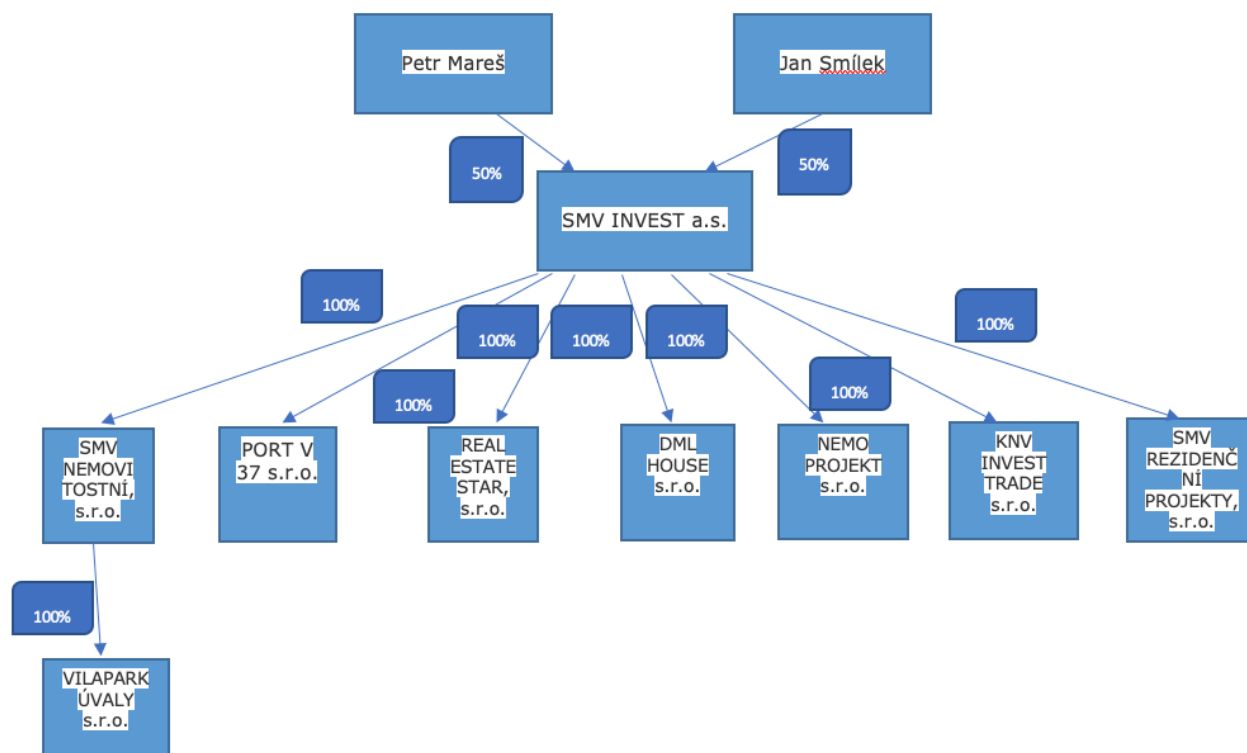 Petr Mareš
Jan Smílek
50%
50%
SMV INVEST a.s.
100%
100%
100%
100%
100%
100%
100%
SMV
NEMOVI
TOSTNÍ,
s.r.o.
PORT V
37 s.r.o.
REAL
ESTATE
STAR,
s.r.o.
DML
HOUSE
s.r.o.
NEMO
PROJEKT
s.r.o.
KNV
INVEST
TRADE
s.r.o.
SMV
REZIDENČ
NÍ
PROJEKTY,
s.r.o.
100%
VILAPARK
ÚVALY
s.r.o.